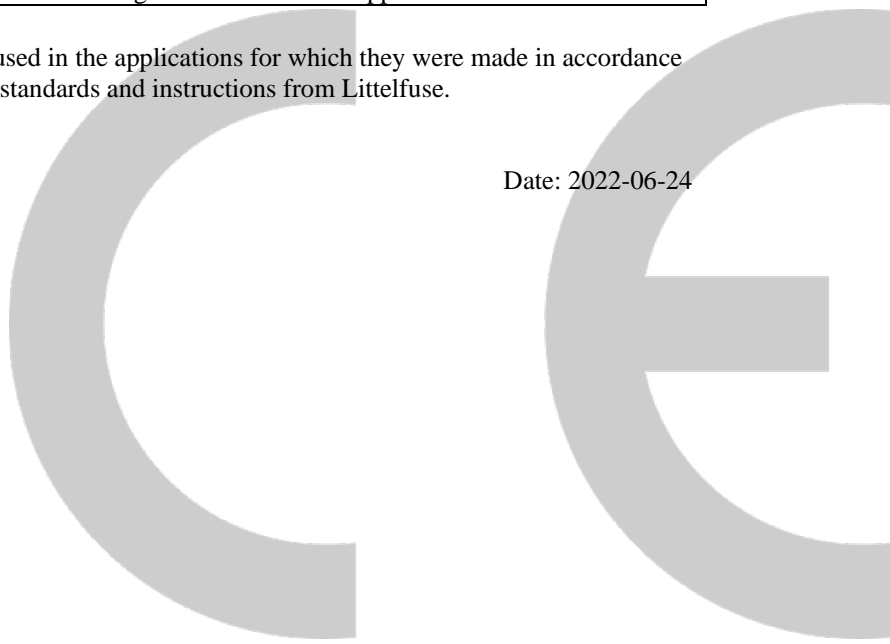 used in the applications for which they were made in accordance
standards and instructions from Littelfuse.
Date: 2022-06-24
CE